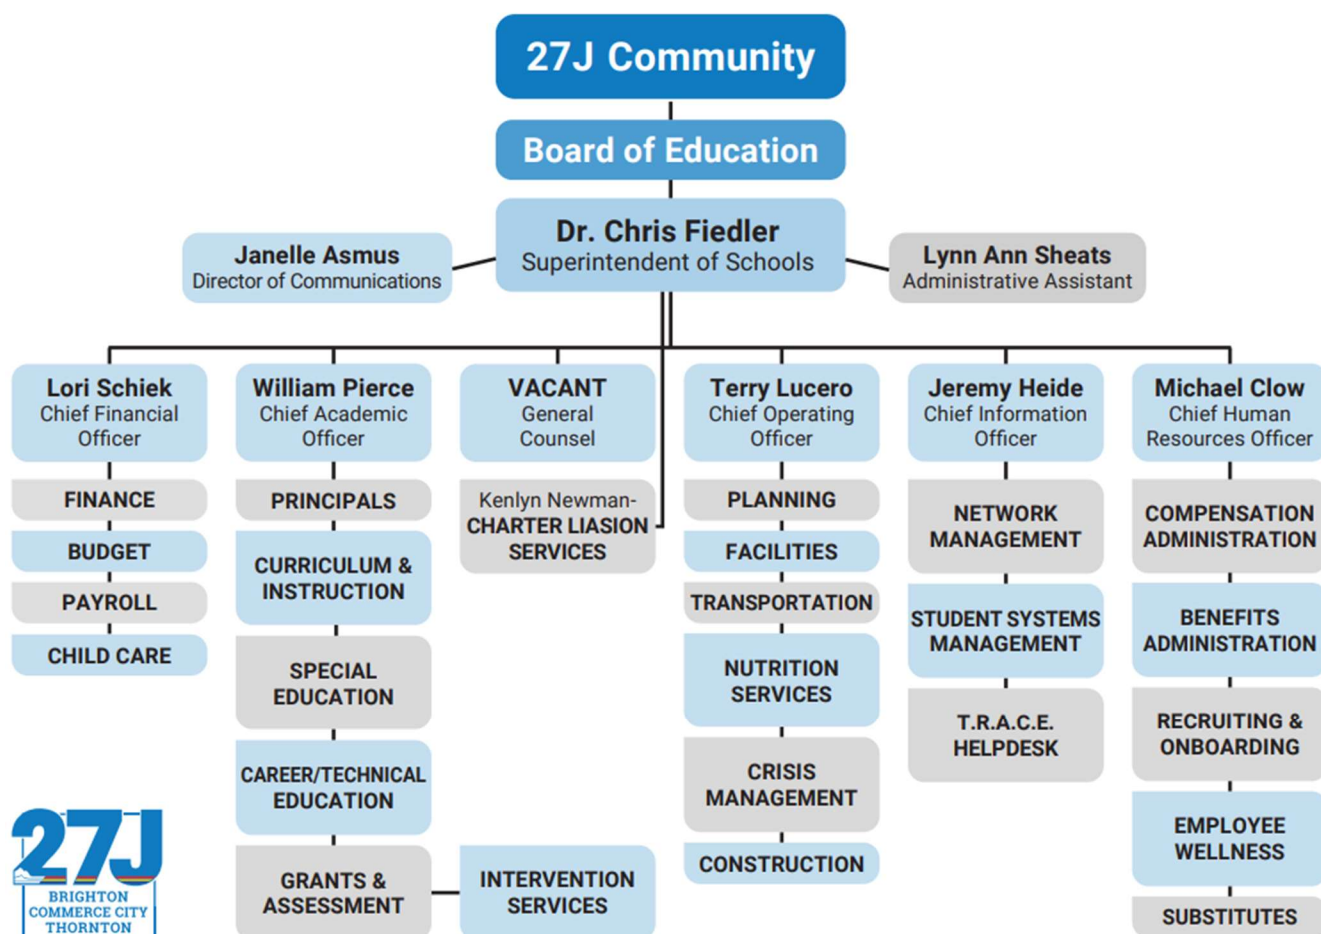 27J Community
Board of Education
Dr. Chris Fiedler
Superintendent of Schools
Janelle Asmus
Director of Communications
Lynn Ann Sheats
Administrative Assistant
Lori Schiek
Chief Financial
Officer
FINANCE
BUDGET
PAYROLL
CHILD CARE
William Pierce
Chief Academic
Officer
PRINCIPALS
CURRICULUM &
INSTRUCTION
SPECIAL
EDUCATION
CAREER/TECHNICAL
EDUCATION
GRANTS &
ASSESSMENT
INTERVENTION
SERVICES
VACANT
General
Counsel
Kenlyn Newman-
CHARTER LIASION
SERVICES
Terry Lucero
Chief Operating
Officer
PLANNING
FACILITIES
TRANSPORTATION
NUTRITION
SERVICES
CRISIS
MANAGEMENT
CONSTRUCTION
Jeremy Heide
Chief Information
Officer
NETWORK
MANAGEMENT
STUDENT SYSTEMS
MANAGEMENT
T.R.A.C.E.
HELPDESK
Michael Clow
Chief Human
Resources Officer
COMPENSATION
ADMINISTRATION
BENEFITS
ADMINISTRATION
RECRUITING &
ONBOARDING
EMPLOYEE
WELLNESS
SUBSTITUTES
27J
BRIGHTON
COMMERCE CITY
THORNTON